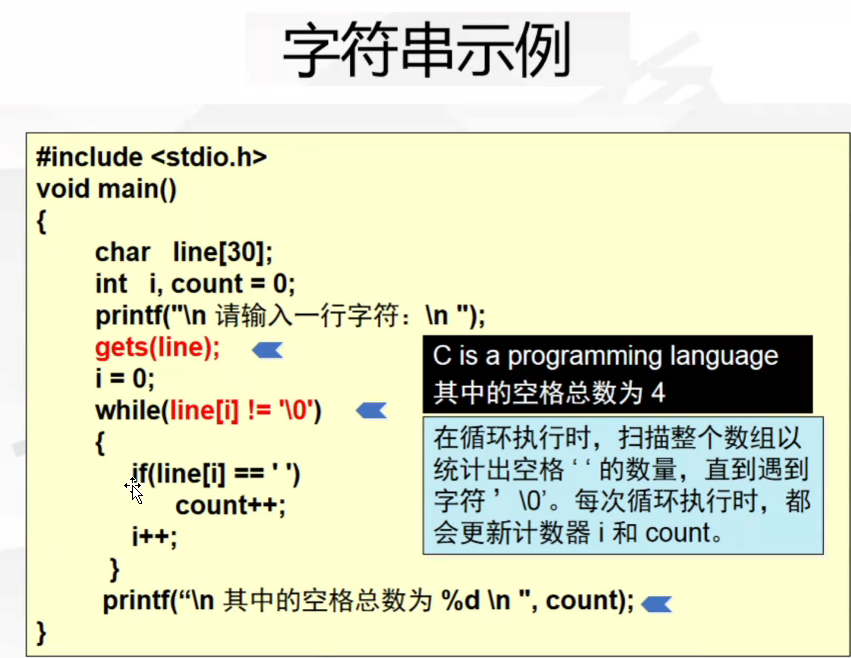 字符串示例
#include <stdio.h>
void main()
{
char line[30];
int i, count = 0;
printf("\n 请输入一行字符：\n ");
gets(line);
i = 0;
while(line[i] != '\0')
{
if(line[i] == ' ')
count++;
i++;
}
printf(“\n 其中的空格总数为 %d \n ", count);
}
C is a programming language
其中的空格总数为 4
在循环执行时，扫描整个数组以
统计出空格 ‘ ‘ 的数量，直到遇到
字符 ’ \0’。每次循环执行时，都
会更新计数器 i 和 count。